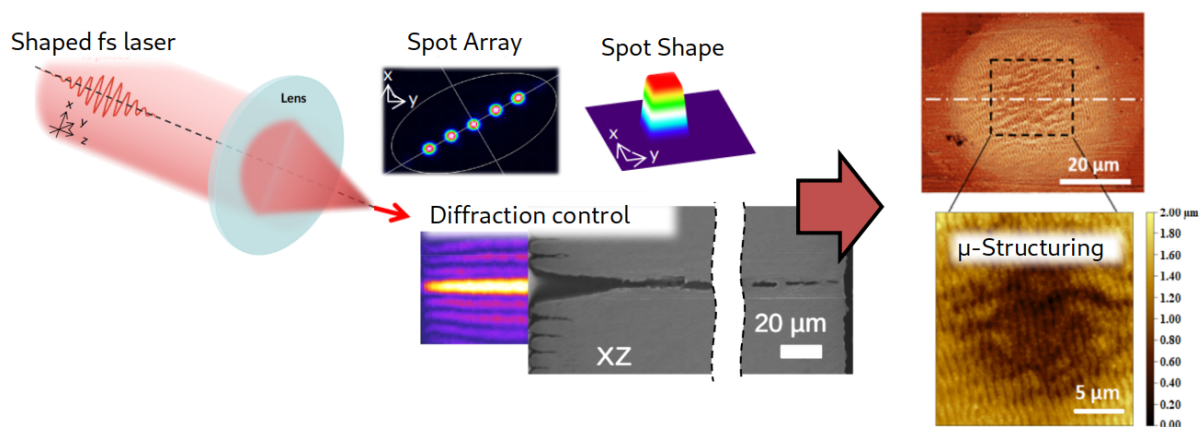 Shaped fs laser
Lens
x
y
z
Spot Array
x
y
Spot Shape
x
y
Diffraction control
xz
20 μm
20 μm
μ-Structuring
5 μm
2.00 μm
1.80
1.60
1.40
1.20
1.00
0.80
0.60
0.40
0.20
0.00